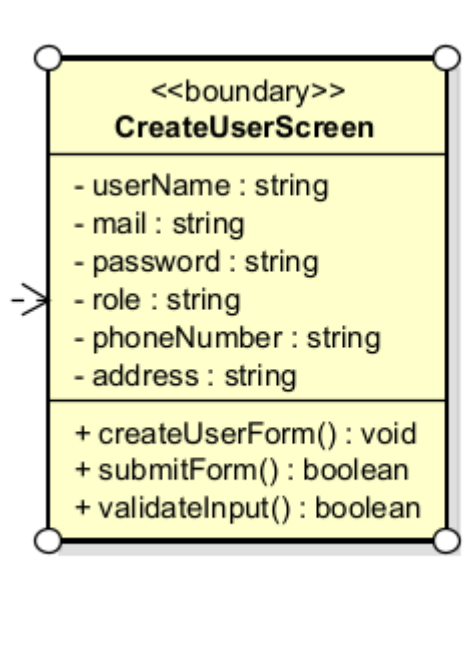 <<boundary>>
CreateUserScreen
- userName : string
- mail : string
- password : string
- role : string
- phoneNumber : string
- address : string
+ createUserForm() : void
+ submitForm() : boolean
+ validateInput() : boolean